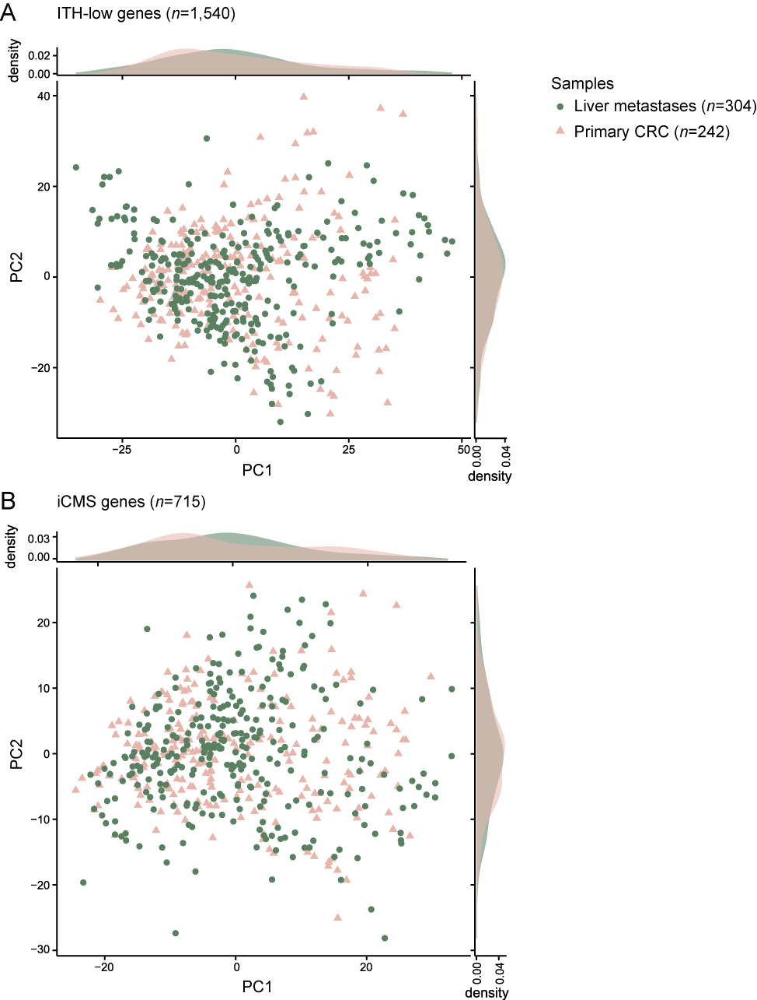 A
ITH-low genes (n=1,540)
density
0.02
0.00
Samples
Liver metastases (n=304)
Primary CRC (n=242)
40
20
0
−20
PC2
−25
0
25
50
PC1
0.00
0.04
density
B
iCMS genes (n=715)
density
0.03
0.00
20
10
0
−10
−20
−30
PC2
−20
0
20
PC1
0.00
0.04
density